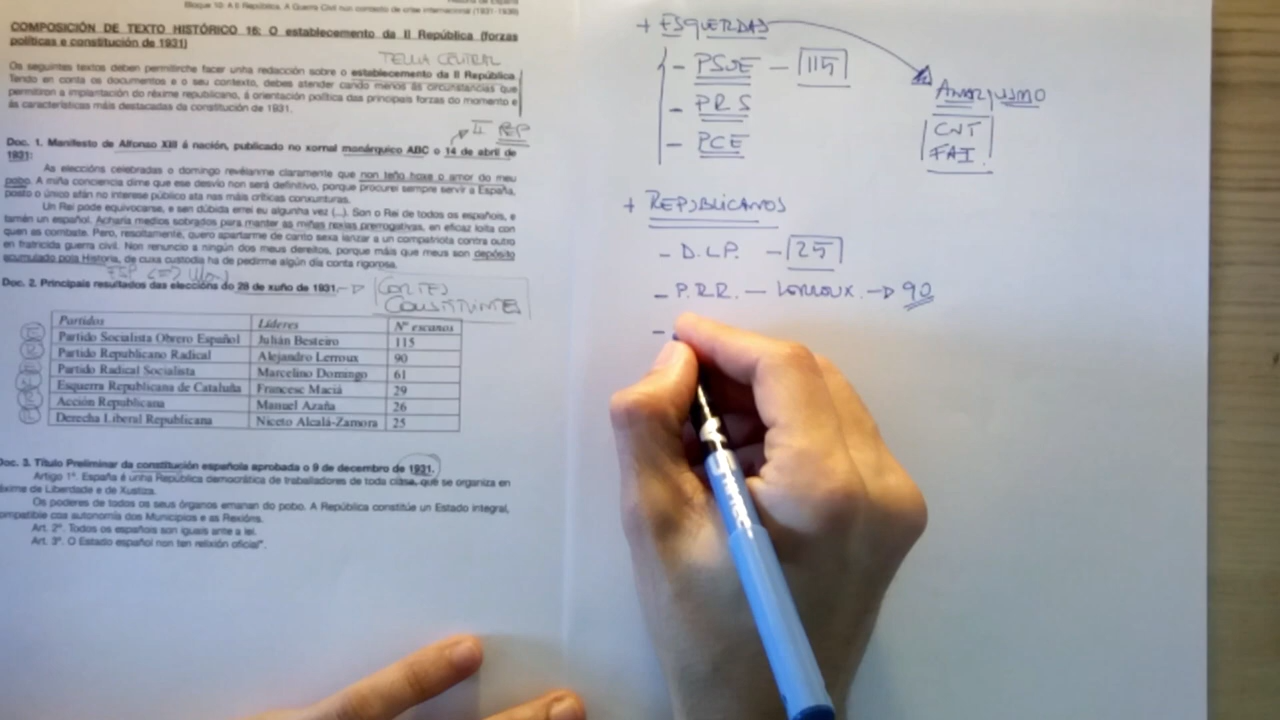 Historia de España
Bloque 10: A II República. A Guerra Civil nun contexto de crise internacional (1931-1939)
COMPOSICIÓN DE TEXTO HISTÓRICO 16: O establecemento da II República (forzas
políticas e constitución de 1931)
TEMA CENTRAL
Os seguintes textos deben permitirche facer unha redacción sobre o establecemento da II República.
Tendo en conta os documentos e o seu contexto, debes atender cando menos ás circunstancias que
permitiron a implantación do réxime republicano, á orientación política das principais forzas do momento e
ás características máis destacadas da constitución de 1931.
II REP
Doc. 1. Manifesto de Alfonso XIII á nación, publicado no xornal monárquico ABC o 14 de abril de
1931:
As eleccións celebradas o domingo revélanme claramente que non teño hoxe o amor do meu
pobo. A miña conciencia dime que ese desvío non será definitivo, porque procurei sempre servir a España,
posto o único afán no interese público ata nas máis críticas conxunturas.
Un Rei pode equivocarse, e sen dúbida errei eu algunha vez (...). Son o Rei de todos os españois, e
tamén un español. Acharía medios sobrados para manter as miñas rexias prerrogativas, en eficaz loita con
quen as combate. Pero, resoltamente, quero apartarme de canto sexa lanzar a un compatriota contra outro
en fratricida guerra civil. Non renuncio a ningún dos meus dereitos, porque máis que meus son depósito
acumulado pola Historia, de cuxa custodia ha de pedirme algún día conta rigorosa.
Doc. 2. Principais resultados das eleccións do 28 de xuño de 1931
CORTES
CONSTITUÍNTES
Partidos Líderes Nº escanos
Partido Socialista Obrero Español Julián Besteiro 115
Partido Republicano Radical Alejandro Lerroux 90
Partido Radical Socialista Marcelino Domingo 61
Esquerra Republicana de Cataluña Francesc Maciá 29
Acción Republicana Manuel Azaña 26
Derecha Liberal Republicana Niceto Alcalá-Zamora 25
Doc. 3. Título Preliminar da constitución española aprobada o 9 de decembro de 1931.
Artigo 1º. España é unha República democrática de traballadores de toda clase, que se organiza en
réxime de Liberdade e de Xustiza.
Os poderes de todos os seus órganos emanan do pobo. A República constitúe un Estado integral,
compatible coa autonomía dos Municipios e as Rexións.
Art. 2º. Todos os españois son iguais ante a lei.
Art. 3º. O Estado español non ten relixión oficial".
+ ESQUERDAS
- PSOE - 115
- PRS
- PCE
ANARQUISMO
CNT
FAI.
+ REPUBLICANOS
- D.L.P. - 25
- P.R.R. - LERROUX. → 90
-